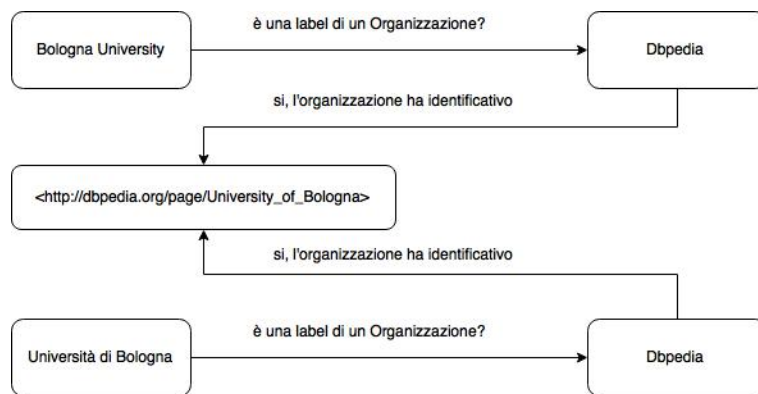 è una label di un Organizzazione?
Bologna University
Dbpedia
si, l'organizzazione ha identificativo
<http://dbpedia.org/page/University_of_Bologna>
si, l'organizzazione ha identificativo
è una label di un Organizzazione?
Università di Bologna
Dbpedia